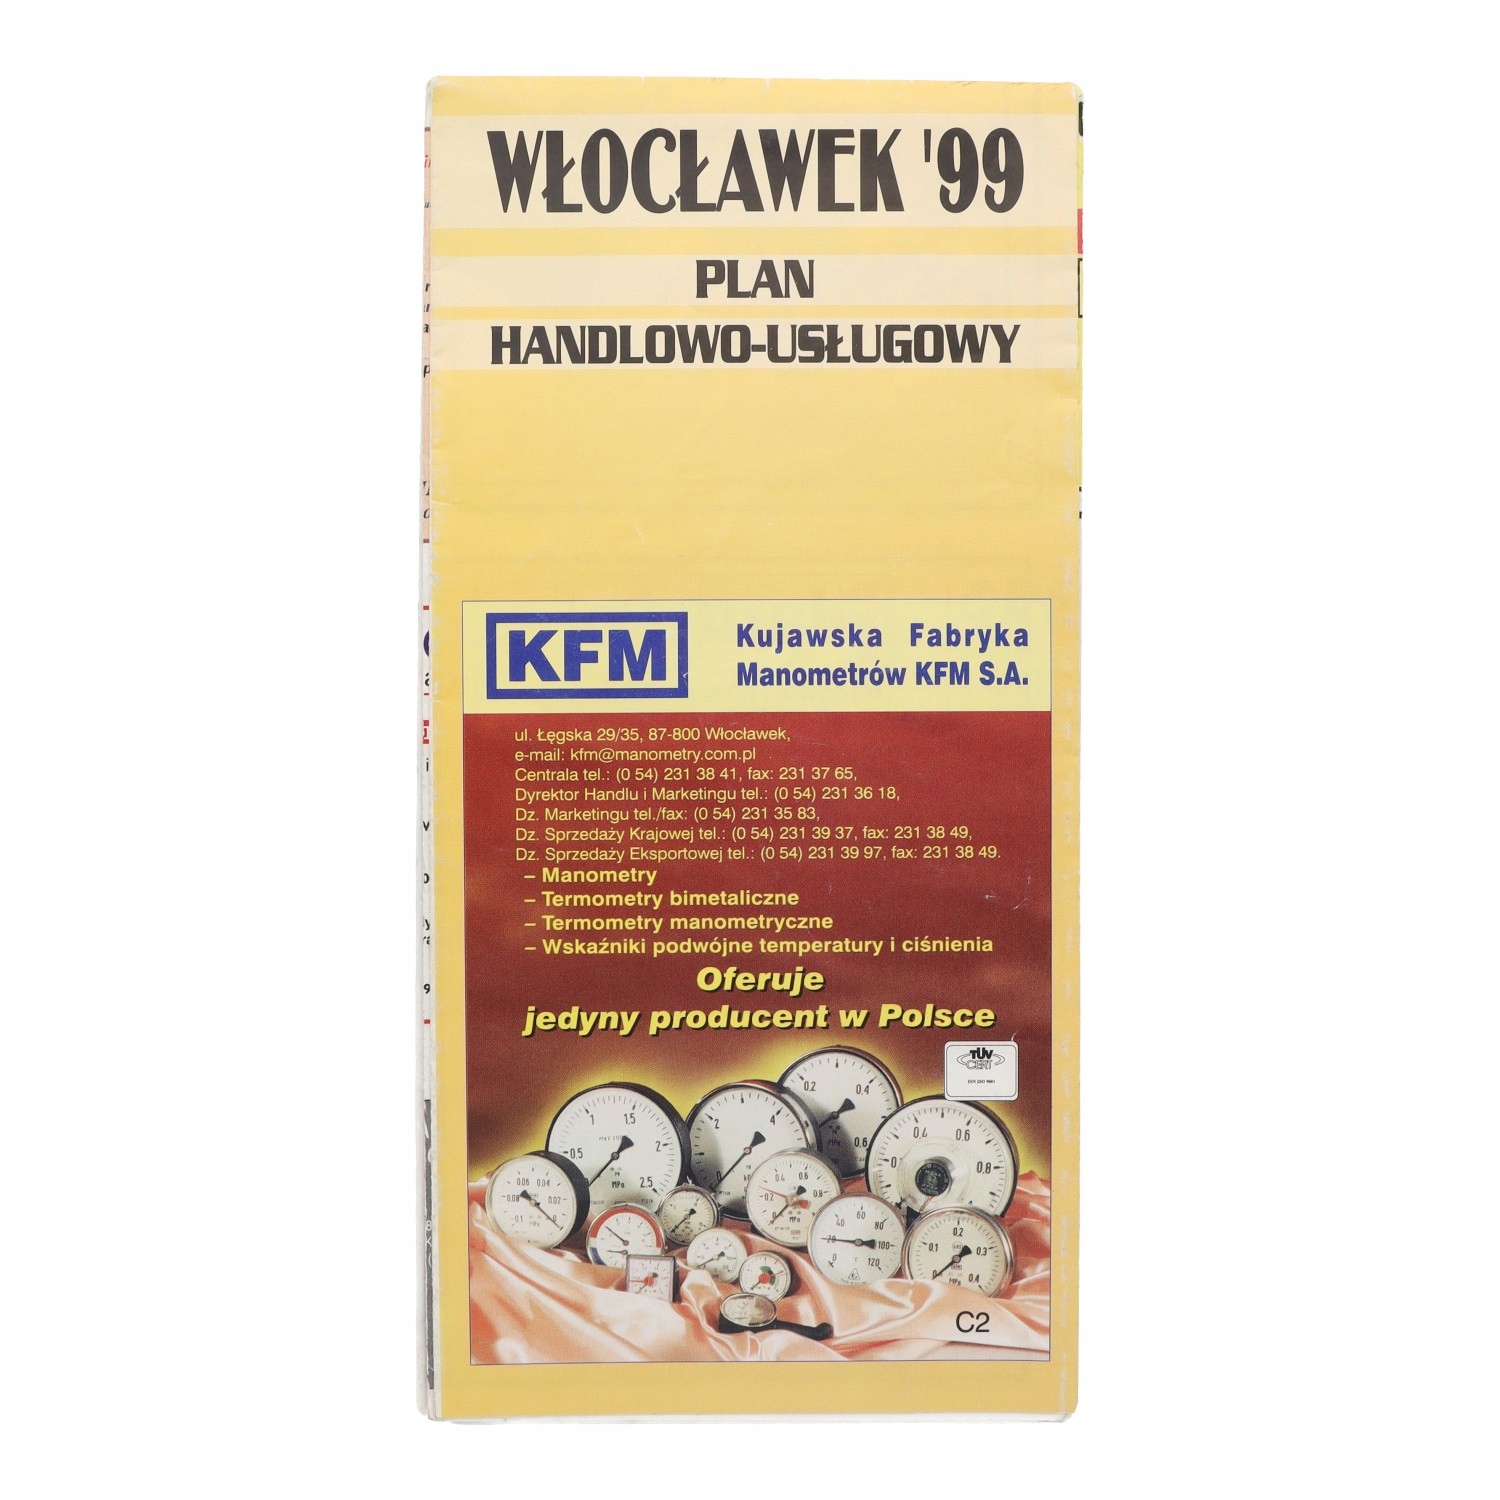 WŁOCŁAWEK '99
PLAN
HANDLOWO-USŁUGOWY
KFM
Kujawska Fabryka
Manometrów KFM S.A.
ul. Łęgska 29/35, 87-800 Włocławek,
e-mail: kfm@manometry.com.pl
Centrala tel.: (0 54) 231 38 41, fax: 231 37 65,
Dyrektor Handlu i Marketingu tel.: (0 54) 231 36 18,
Dz. Marketingu tel./fax: (0 54) 231 35 83,
Dz. Sprzedaży Krajowej tel.: (0 54) 231 39 37, fax: 231 38 49,
Dz. Sprzedaży Eksportowej tel.: (0 54) 231 39 97, fax: 231 38 49.
– Manometry
– Termometry bimetaliczne
– Termometry manometryczne
– Wskaźniki podwójne temperatury i ciśnienia
Oferuje
jedyny producent w Polsce
TÜV
CERT
C2